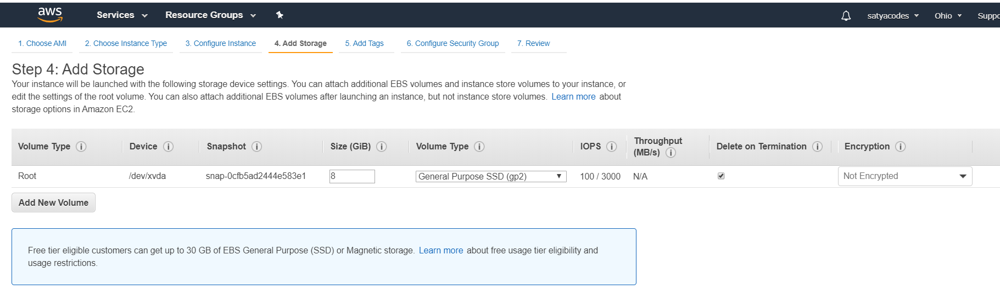 aws Services Resource Groups satyacodes Ohio Suppo
1. Choose AMI 2. Choose Instance Type 3. Configure Instance 4. Add Storage 5. Add Tags 6. Configure Security Group 7. Review
Step 4: Add Storage
Your instance will be launched with the following storage device settings. You can attach additional EBS volumes and instance store volumes to your instance, or
edit the settings of the root volume. You can also attach additional EBS volumes after launching an instance, but not instance store volumes. Learn more about
storage options in Amazon EC2.
Volume Type i Device i Snapshot i Size (GiB) i Volume Type i IOPS i Throughput (MB/s) i Delete on Termination i Encryption i
Root /dev/xvda snap-0cfb5ad2444e583e1 8 General Purpose SSD (gp2) 100 / 3000 N/A Not Encrypted
Add New Volume
Free tier eligible customers can get up to 30 GB of EBS General Purpose (SSD) or Magnetic storage. Learn more about free usage tier eligibility and
usage restrictions.